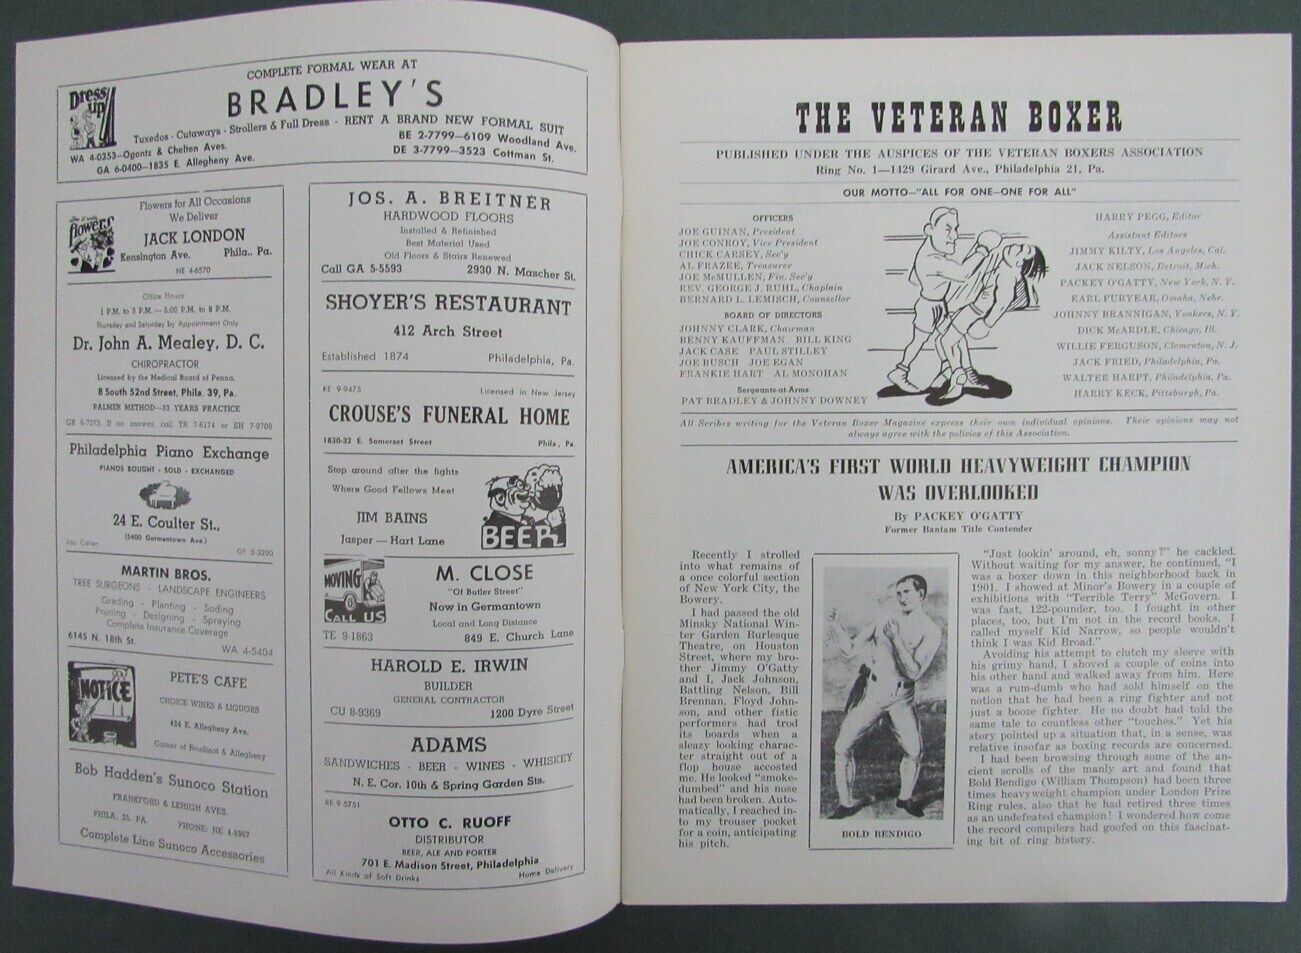 COMPLETE FORMAL WEAR AT
Dress up
BRADLEY'S
Tuxedos - Cutaways - Strollers & Full Dress - RENT A BRAND NEW FORMAL SUIT
WA 4-0353—Ogontz & Chelten Aves.
BE 2-7799—6109 Woodland Ave.
GA 6-0400—1835 E. Allegheny Ave.
DE 3-7799—3523 Cottman St.
Flowers for All Occasions
We Deliver
flowers
JACK LONDON
Kensington Ave. Phila., Pa.
NE 4-6570
Office Hours:
1 P.M. to 3 P.M.—5:00 P.M. to 8 P.M.
Thursday and Saturday by Appointment Only
Dr. John A. Mealey, D. C.
CHIROPRACTOR
Licensed by the Medical Board of Penna.
8 South 52nd Street, Phila. 39, Pa.
PALMER METHOD—31 YEARS PRACTICE
GR 6-7273. If no answer, call TR 7-6174 or SH 7-8708
Philadelphia Piano Exchange
PIANOS BOUGHT - SOLD - EXCHANGED
24 E. Coulter St.,
(5400 Germantown Ave.)
Lou Cohen GE 8-3200
MARTIN BROS.
TREE SURGEONS - LANDSCAPE ENGINEERS
Grading - Planting - Soding
Pruning - Designing - Spraying
Complete Insurance Coverage
6145 N. 18th St. WA 4-5404
NOTICE
PETE'S CAFE
CHOICE WINES & LIQUORS
424 E. Allegheny Ave.
Corner of Boudinot & Allegheny
Bob Hadden's Sunoco Station
FRANKFORD & LEHIGH AVES.
PHILA. 25, PA. PHONE: NE 4-8967
Complete Line Sunoco Accessories
JOS. A. BREITNER
HARDWOOD FLOORS
Installed & Refinished
Best Material Used
Old Floors & Stairs Renewed
Call GA 5-5593 2930 N. Mascher St.
SHOYER'S RESTAURANT
412 Arch Street
Established 1874 Philadelphia, Pa.
RE 9-9475 Licensed in New Jersey
CROUSE'S FUNERAL HOME
1830-32 E. Somerset Street Phila., Pa.
Stop around after the fights
Where Good Fellows Meet
JIM BAINS
Jasper — Hart Lane
BEER
MOVING
CALL US
M. CLOSE
"Of Butler Street"
Now in Germantown
Local and Long Distance
TE 9-1863 849 E. Church Lane
HAROLD E. IRWIN
BUILDER
GENERAL CONTRACTOR
CU 8-9369 1200 Dyre Street
ADAMS
SANDWICHES - BEER - WINES - WHISKEY
N. E. Cor. 10th & Spring Garden Sts.
RE 9-5751
OTTO C. RUOFF
DISTRIBUTOR
BEER, ALE AND PORTER
701 E. Madison Street, Philadelphia
All Kinds of Soft Drinks Home Delivery
THE VETERAN BOXER
PUBLISHED UNDER THE AUSPICES OF THE VETERAN BOXERS ASSOCIATION
Ring No. 1—1429 Girard Ave., Philadelphia 21, Pa.
OUR MOTTO—"ALL FOR ONE—ONE FOR ALL"
OFFICERS
JOE GUINAN, President
JOE CONROY, Vice President
CHICK CARSEY, Sec'y
AL FRAZEE, Treasurer
JOE McMULLEN, Fin. Sec'y
REV. GEORGE J. RUHL, Chaplain
BERNARD L. LEMISCH, Counsellor
BOARD OF DIRECTORS
JOHNNY CLARK, Chairman
BENNY KAUFFMAN BILL KING
JACK CASE PAUL STILLEY
JOE BUSCH JOE EGAN
FRANKIE HART AL MONOHAN
Sergeants-at-Arms
PAT BRADLEY & JOHNNY DOWNEY
HARRY PEGG, Editor
Assistant Editors
JIMMY KILTY, Los Angeles, Cal.
JACK NELSON, Detroit, Mich.
PACKEY O'GATTY, New York, N. Y.
EARL FURYEAR, Omaha, Nebr.
JOHNNY BRANNIGAN, Yonkers, N. Y.
DICK McARDLE, Chicago, Ill.
WILLIE FERGUSON, Clementon, N. J.
JACK FRIED, Philadelphia, Pa.
WALTER HARPT, Philadelphia, Pa.
HARRY KECK, Pittsburgh, Pa.
All Scribes writing for the Veteran Boxer Magazine express their own individual opinions. Their opinions may not
always agree with the policies of this Association.
AMERICA'S FIRST WORLD HEAVYWEIGHT CHAMPION
WAS OVERLOOKED
By PACKEY O'GATTY
Former Bantam Title Contender
Recently I strolled
into what remains of
a once colorful section
of New York City, the
Bowery.
I had passed the old
Minsky National Win-
ter Garden Burlesque
Theatre, on Houston
Street, where my bro-
ther Jimmy O'Gatty
and I, Jack Johnson,
Battling Nelson, Bill
Brennan, Floyd John-
son, and other fistic
performers had trod
its boards when a
sleazy looking charac-
ter straight out of a
flop house accosted
me. He looked "smoke-
dumbed" and his nose
had been broken. Auto-
matically, I reached in-
to my trouser pocket
for a coin, anticipating
his pitch.
BOLD BENDIGO
"Just lookin' around, eh, sonny?" he cackled.
Without waiting for my answer, he continued, "I
was a boxer down in this neighborhood back in
1901. I showed at Minor's Bowery in a couple of
exhibitions with "Terrible Terry" McGovern. I
was fast, 122-pounder, too. I fought in other
places, too, but I'm not in the record books. I
called myself Kid Narrow, so people wouldn't
think I was Kid Broad."
Avoiding his attempt to clutch my sleeve with
his grimy hand, I shoved a couple of coins into
his other hand and walked away from him. Here
was a rum-dumb who had sold himself on the
notion that he had been a ring fighter and not
just a booze fighter. He no doubt had told the
same tale to countless other "touches." Yet his
story pointed up a situation that, in a sense, was
relative insofar as boxing records are concerned.
I had been browsing through some of the an-
cient scrolls of the manly art and found that
Bold Bendigo (William Thompson) had been three
times heavyweight champion under London Prize
Ring rules, also that he had retired three times
as an undefeated champion! I wondered how come
the record compilers had goofed on this fascinat-
ing bit of ring history.